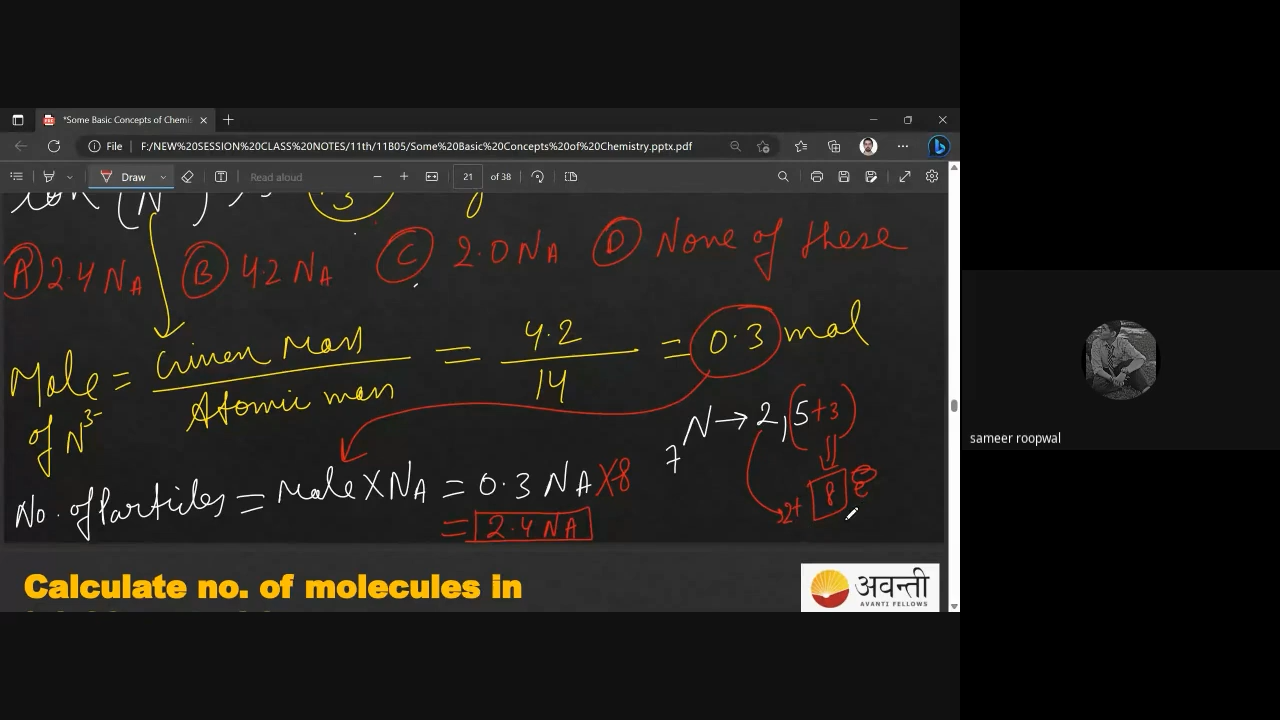 *Some Basic Concepts of Chemis
File F:/NEW%20SESSION%20CLASS%20NOTES/11th/11B05/Some%20Basic%20Concepts%20of%20Chemistry.pptx.pdf
Draw Read aloud 21 of 38
(N
3
A 2.4 NA B 4.2 NA C 2.0 NA D None of these
Mole of N³⁻ = Given Mass / Atomic mass = 4.2 / 14 = 0.3 mol
₇N → 2, 5 (+3)
2+ 8
No. of Particles = Mole X NA = 0.3 NA X8
= 2.4 NA
Calculate no. of molecules in
अवन्ती
AVANTI FELLOWS
sameer roopwal